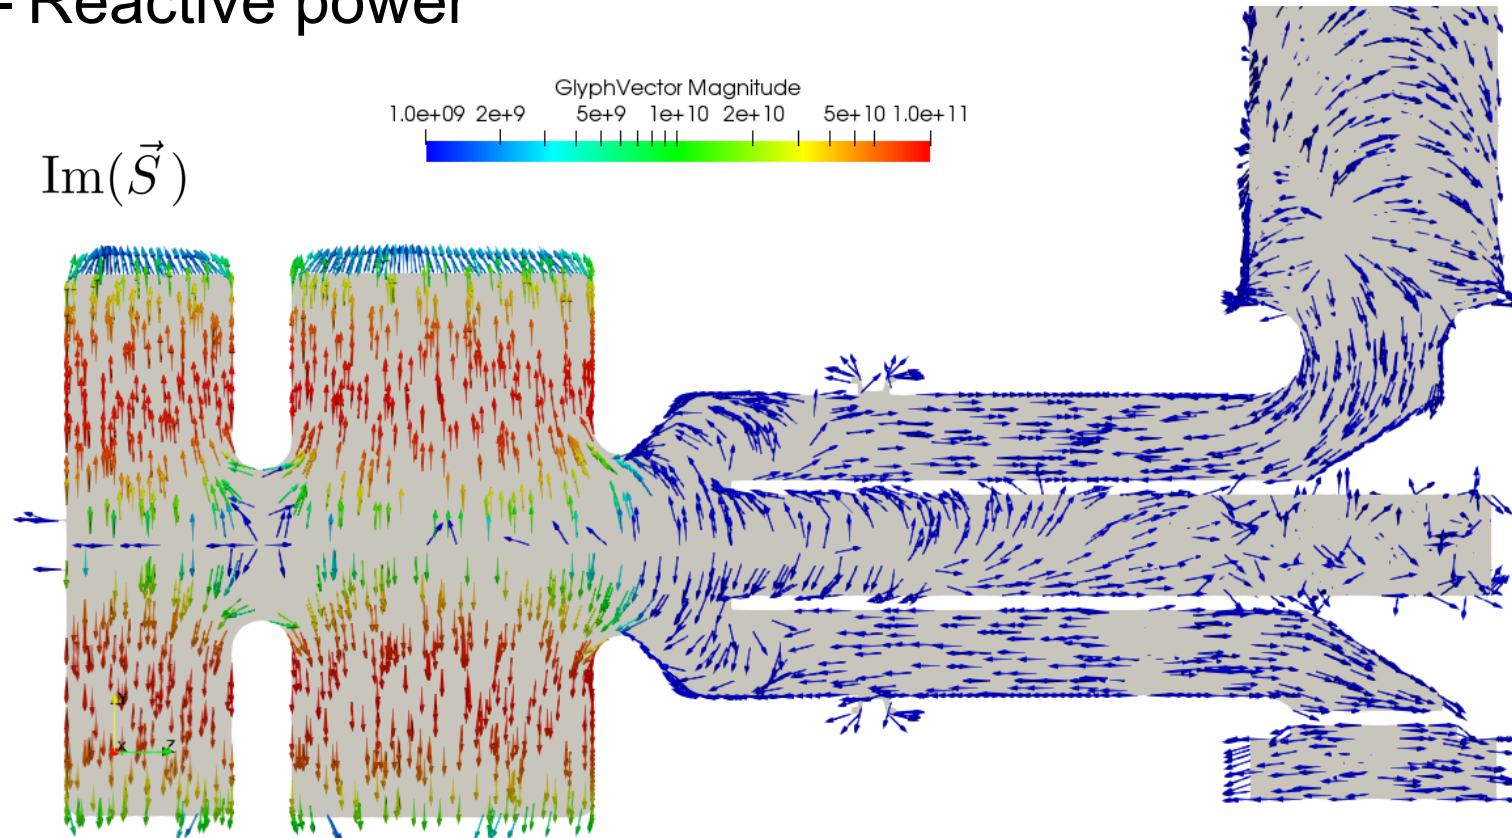 - Reactive power
GlyphVector Magnitude
1.0e+09 2e+9 5e+9 1e+10 2e+10 5e+10 1.0e+11
Im(S⃗)
X Z